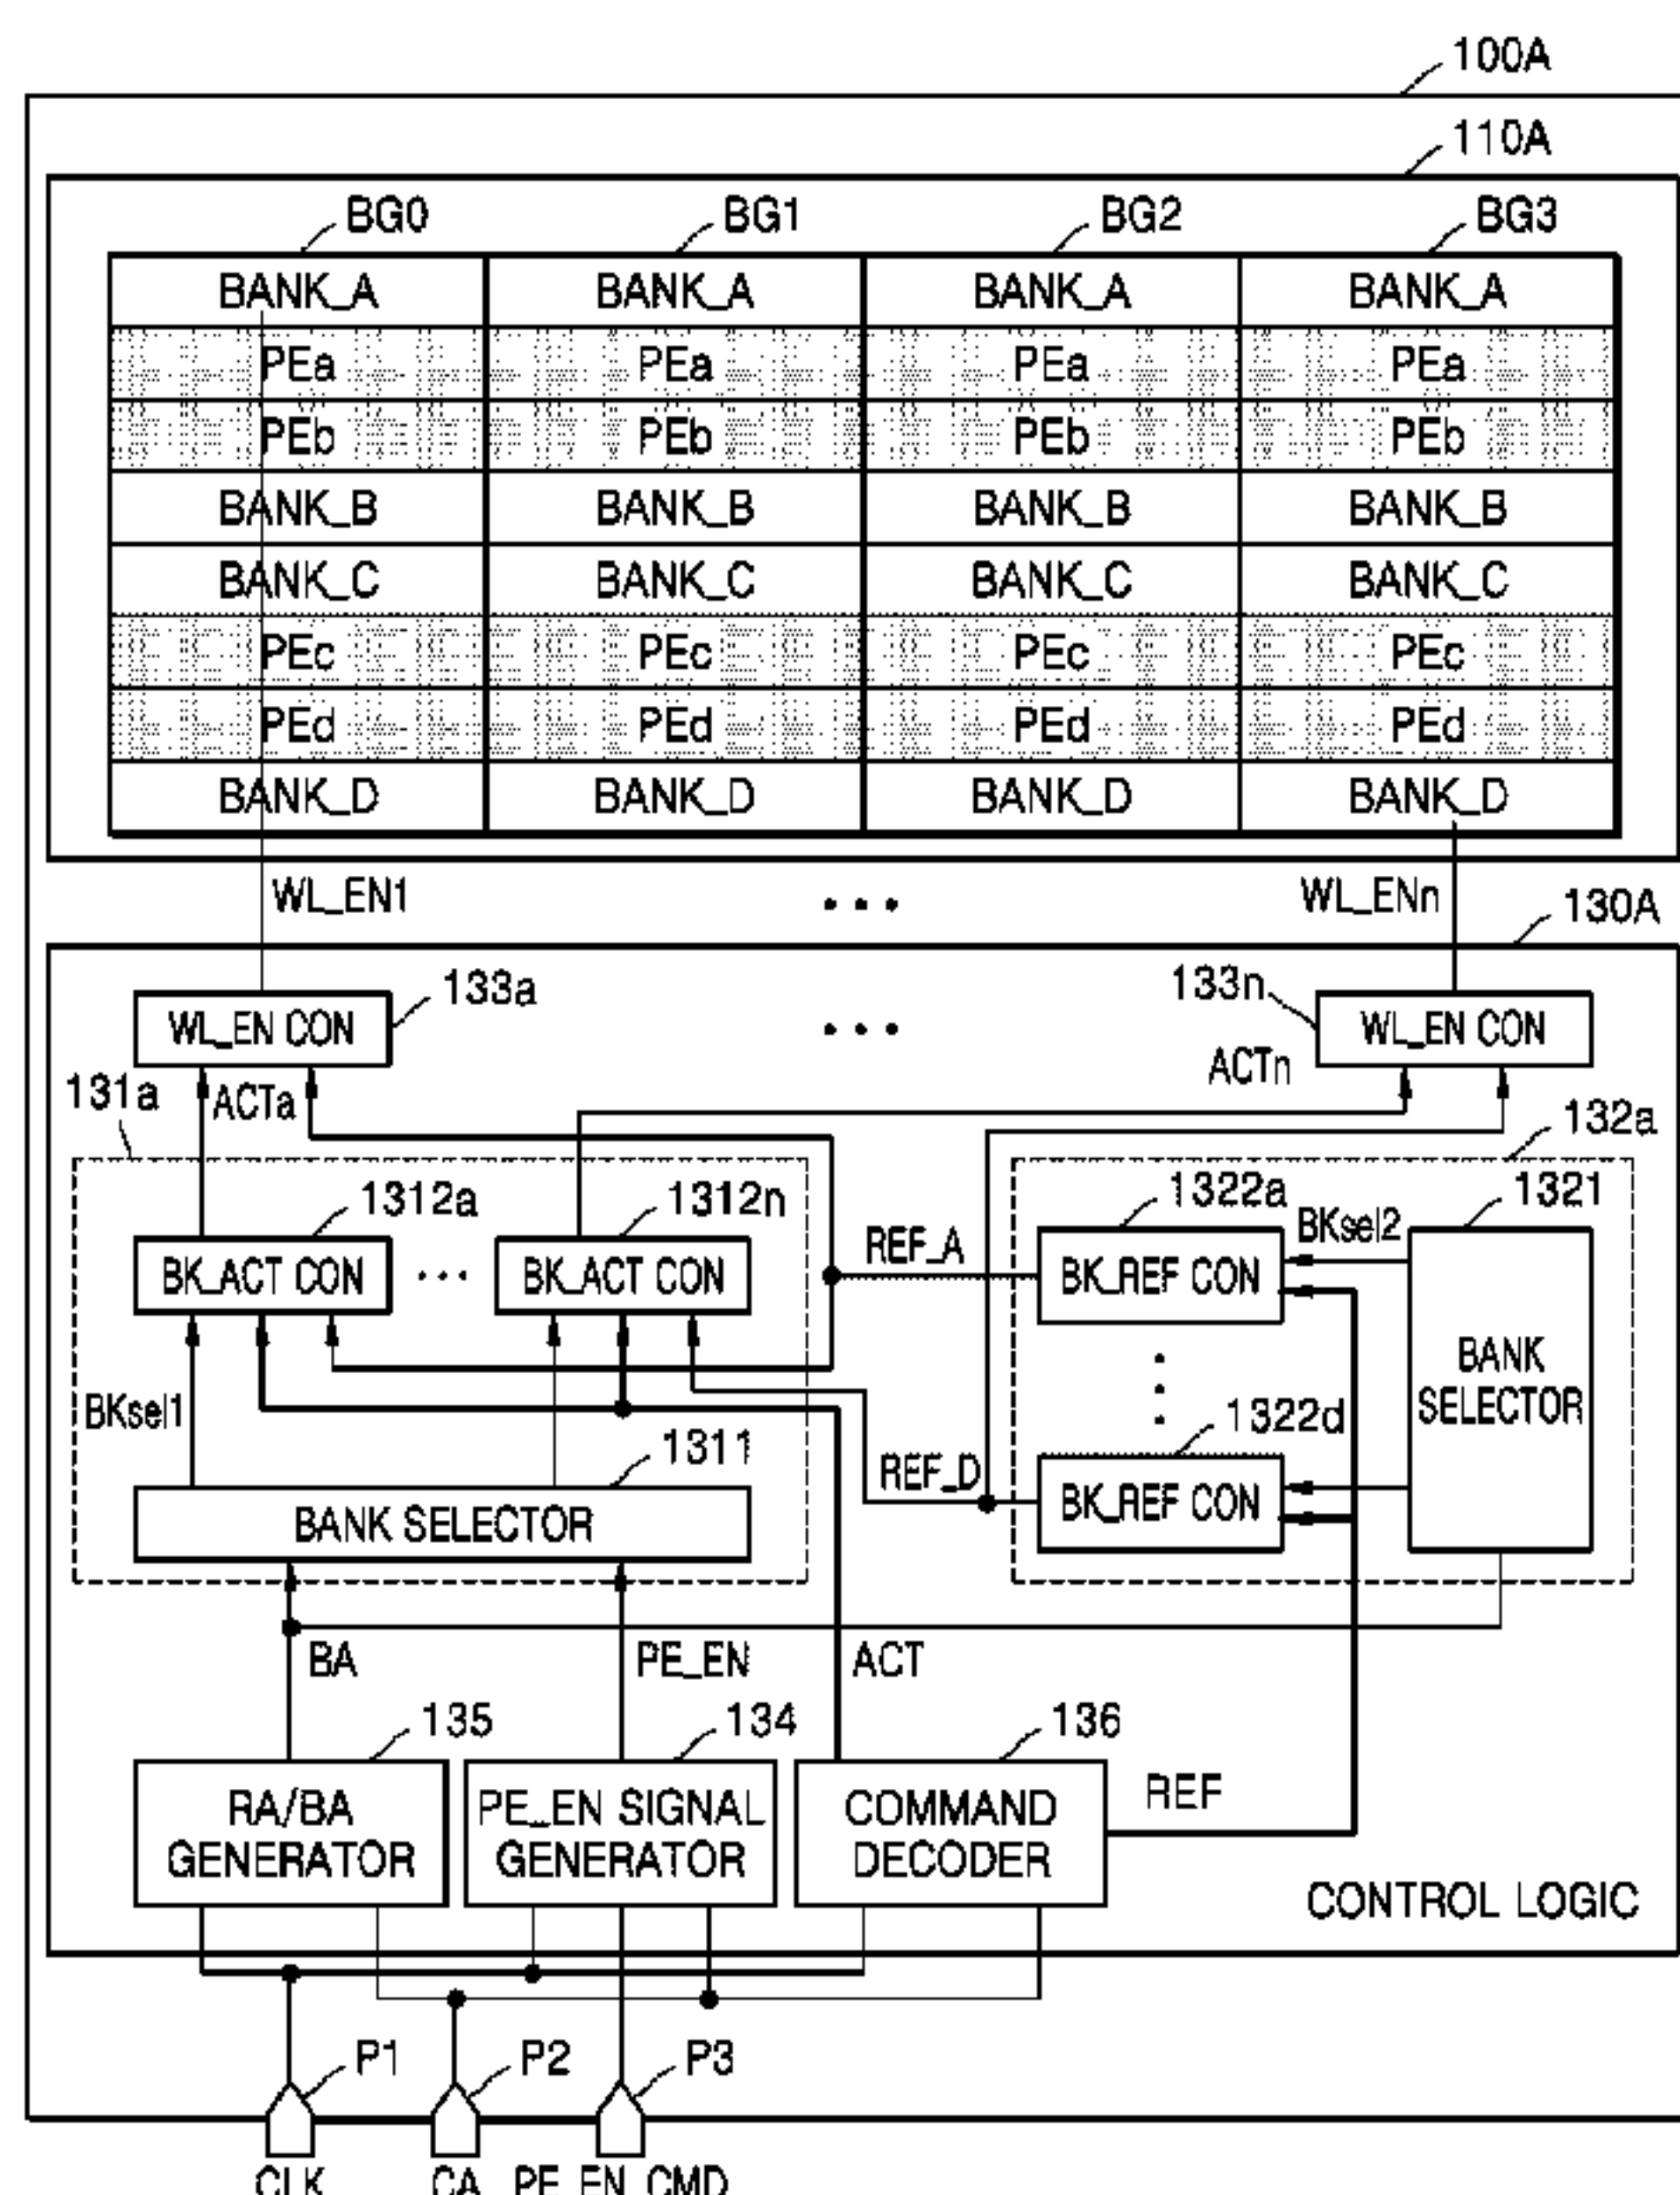 100A
110A
BG0 BG1 BG2 BG3
BANK_A BANK_A BANK_A BANK_A
PEa PEa PEa PEa
PEb PEb PEb PEb
BANK_B BANK_B BANK_B BANK_B
BANK_C BANK_C BANK_C BANK_C
PEc PEc PEc PEc
PEd PEd PEd PEd
BANK_D BANK_D BANK_D BANK_D
WL_EN1 ... WL_ENn
130A
133a ... 133n
WL_EN CON WL_EN CON
131a ACTa ACTn
132a
1312a 1312n 1322a 1321
BK_ACT CON ... BK_ACT CON REF_A BK_REF CON BKsel2
BANK
SELECTOR
BKsel1
1311 REF_D 1322d
BANK SELECTOR BK_REF CON
BA PE_EN ACT
135 134 136
RA/BA
GENERATOR
PE_EN SIGNAL
GENERATOR
COMMAND
DECODER
REF
CONTROL LOGIC
P1 P2 P3
CLK CA PE_EN_CMD